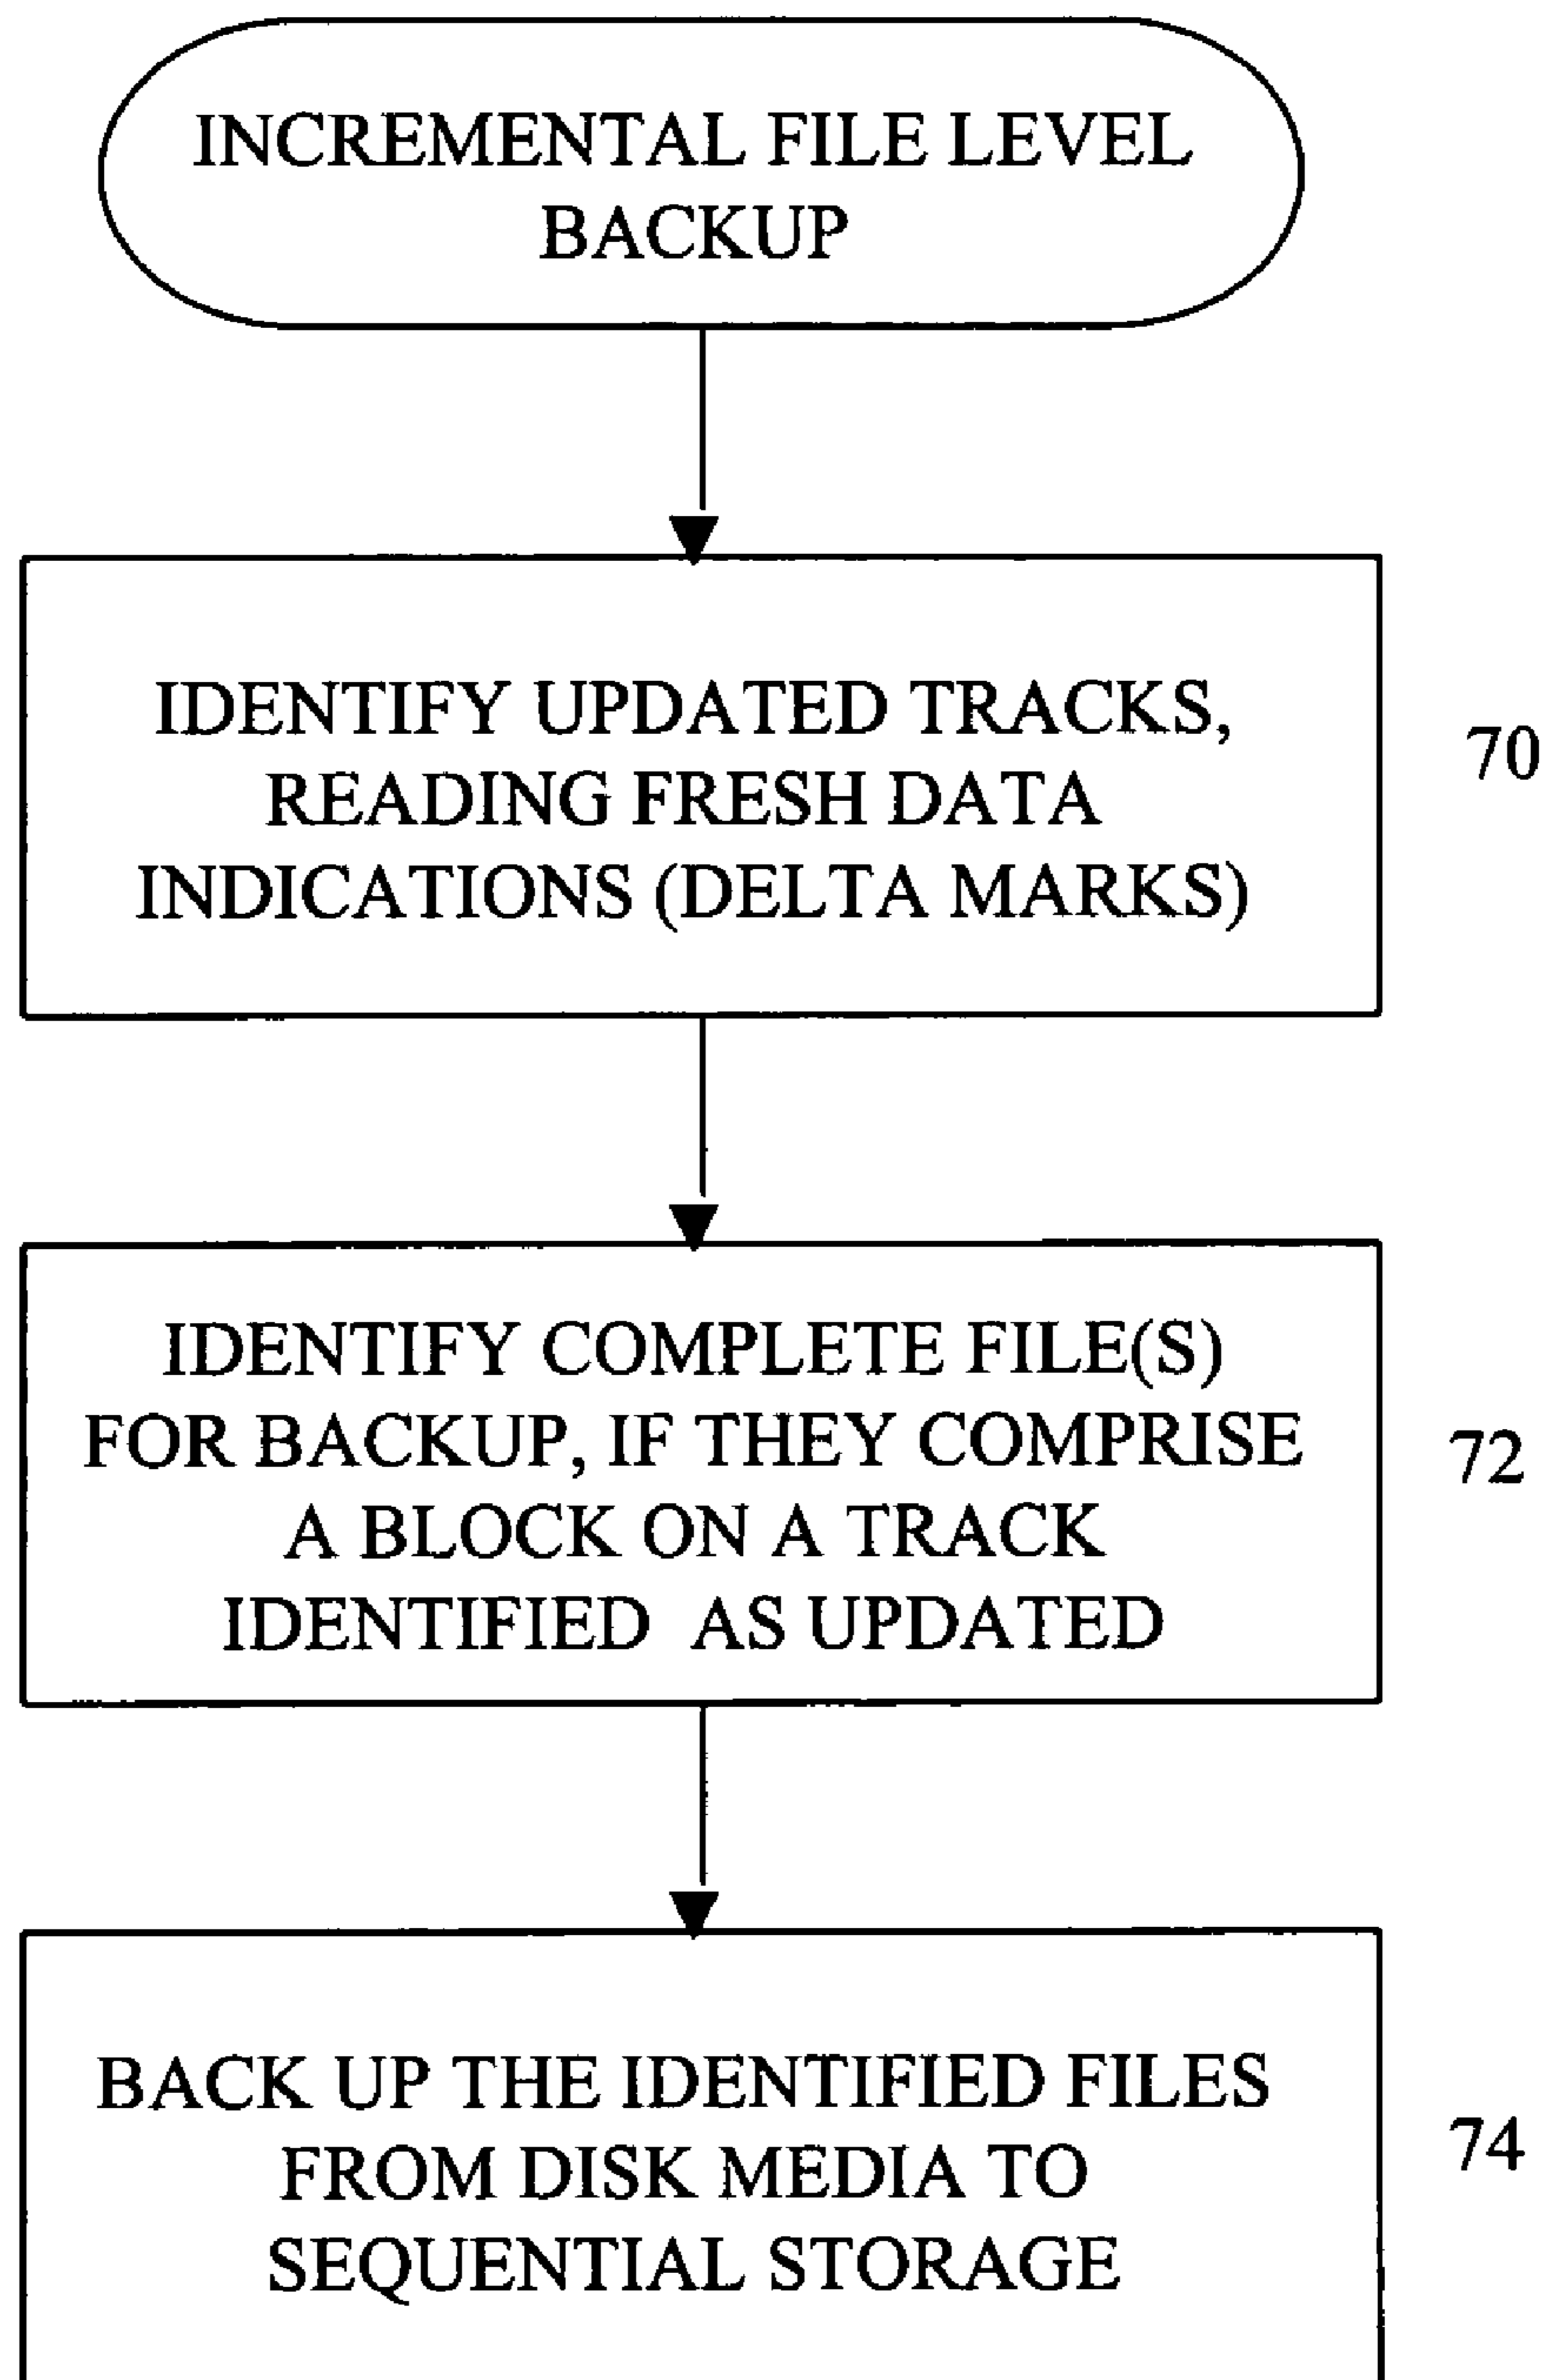 INCREMENTAL FILE LEVEL
BACKUP
IDENTIFY UPDATED TRACKS,
READING FRESH DATA
INDICATIONS (DELTA MARKS)
70
IDENTIFY COMPLETE FILE(S)
FOR BACKUP, IF THEY COMPRISE
A BLOCK ON A TRACK
IDENTIFIED AS UPDATED
72
BACK UP THE IDENTIFIED FILES
FROM DISK MEDIA TO
SEQUENTIAL STORAGE
74